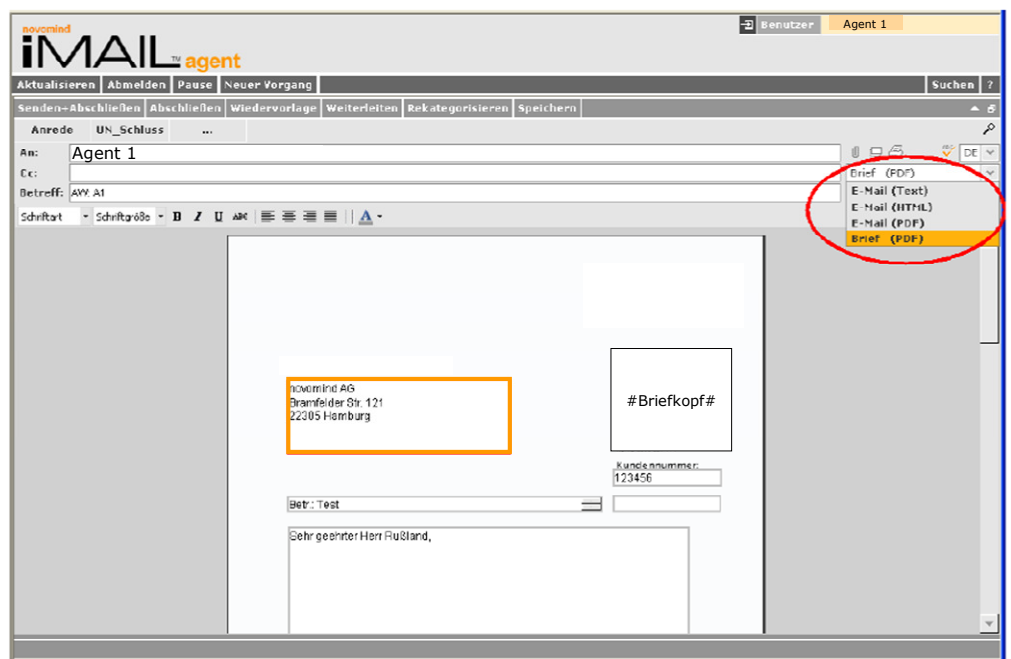 novomind
iMAIL™ agent
Benutzer Agent 1
Aktualisieren Abmelden Pause Neuer Vorgang Suchen ?
Senden+Abschließen Abschließen Wiedervorlage Weiterleiten Rekategorisieren Speichern
Anrede UN_Schluss ...
An: Agent 1 DE
Cc: Brief (PDF)
Betreff: AW: A1
E-Mail (Text)
E-Mail (HTML)
E-Mail (PDF)
Brief (PDF)
Schriftart Schriftgröße B I U ABC A
novomind AG
Bramfelder Str. 121
22305 Hamburg
#Briefkopf#
Kundennummer:
123456
Betr.: Test
Sehr geehrter Herr Rußland,